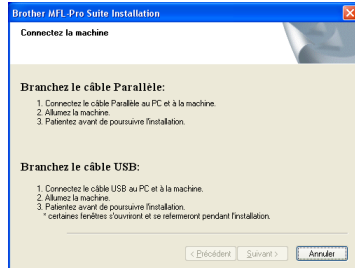 Brother MFL-Pro Suite Installation
Connectez la machine
Branchez le câble Parallèle:
1. Connectez le câble Parallèle au PC et à la machine.
2. Allumez la machine.
3. Patientez avant de poursuivre l'installation.
Branchez le câble USB:
1. Connectez le câble USB au PC et à la machine.
2. Allumez la machine.
3. Patientez avant de poursuivre l'installation.
* certaines fenêtres s'ouvriront et se refermeront pendant l'installation.
< Précédent Suivant > Annuler